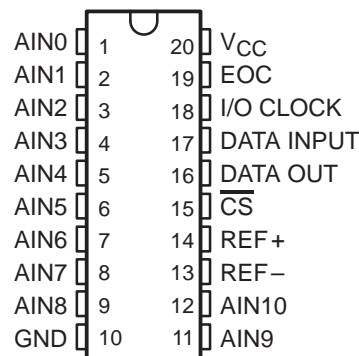 AIN0 1 20 VCC
AIN1 2 19 EOC
AIN2 3 18 I/O CLOCK
AIN3 4 17 DATA INPUT
AIN4 5 16 DATA OUT
AIN5 6 15 C̅S̅
AIN6 7 14 REF+
AIN7 8 13 REF−
AIN8 9 12 AIN10
GND 10 11 AIN9